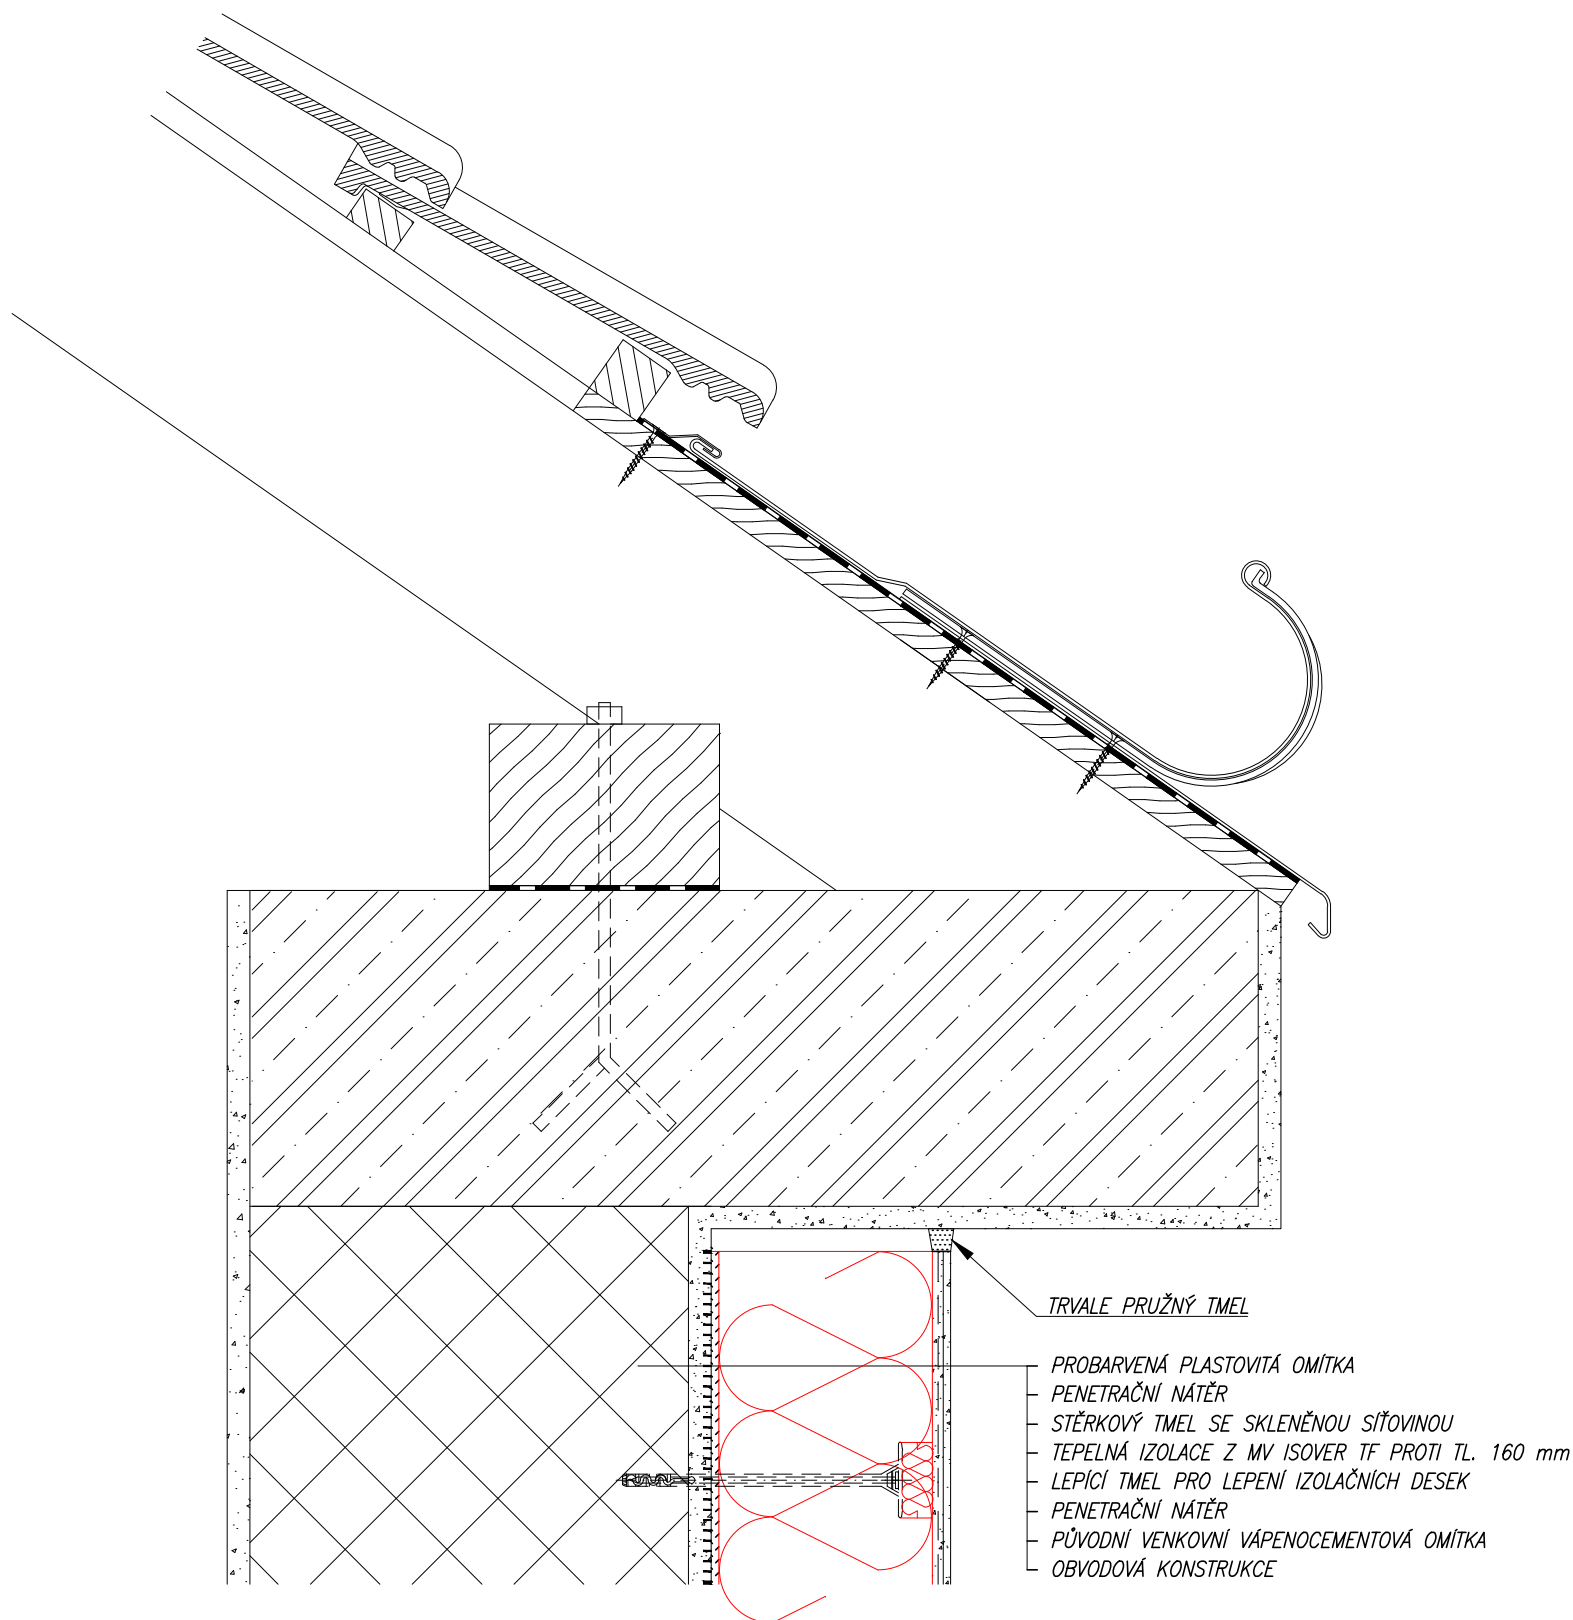 TRVALE PRUŽNÝ TMEL
PROBARVENÁ PLASTOVITÁ OMÍTKA
PENETRAČNÍ NÁTĚR
STĚRKOVÝ TMEL SE SKLENĚNOU SÍŤOVINOU
TEPELNÁ IZOLACE Z MV ISOVER TF PROTI TL. 160 mm
LEPÍCÍ TMEL PRO LEPENÍ IZOLAČNÍCH DESEK
PENETRAČNÍ NÁTĚR
PŮVODNÍ VENKOVNÍ VÁPENOCEMENTOVÁ OMÍTKA
OBVODOVÁ KONSTRUKCE